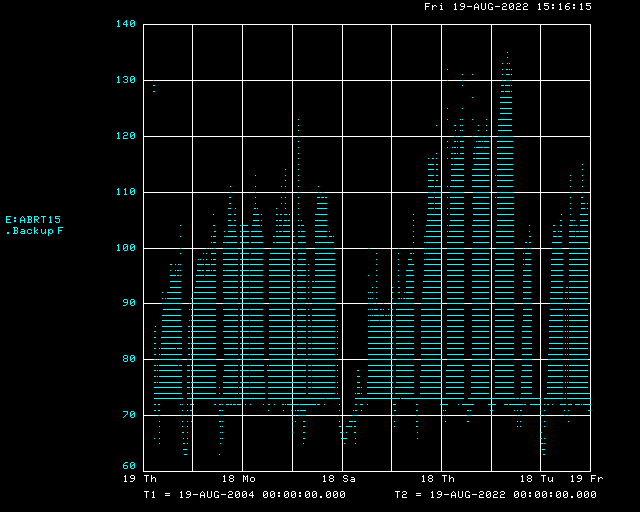 Fri 19-AUG-2022 15:16:15
140
130
120
110
E:ABRT15
.Backup F
100
90
80
70
60
19 Th 18 Mo 18 Sa 18 Th 18 Tu 19 Fr
T1 = 19-AUG-2004 00:00:00.000 T2 = 19-AUG-2022 00:00:00.000